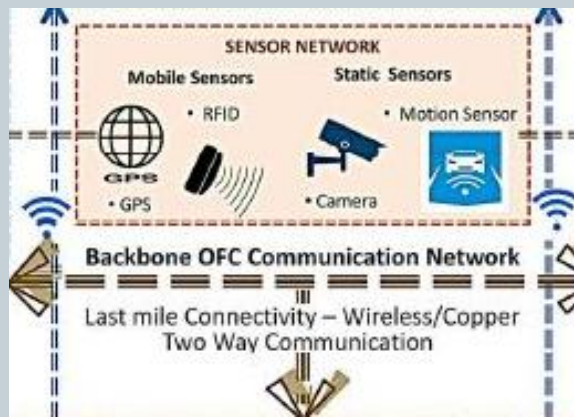 SENSOR NETWORK
Mobile Sensors
Static Sensors
• RFID
• Motion Sensor
GPS
• GPS
• Camera
Backbone OFC Communication Network
Last mile Connectivity – Wireless/Copper
Two Way Communication